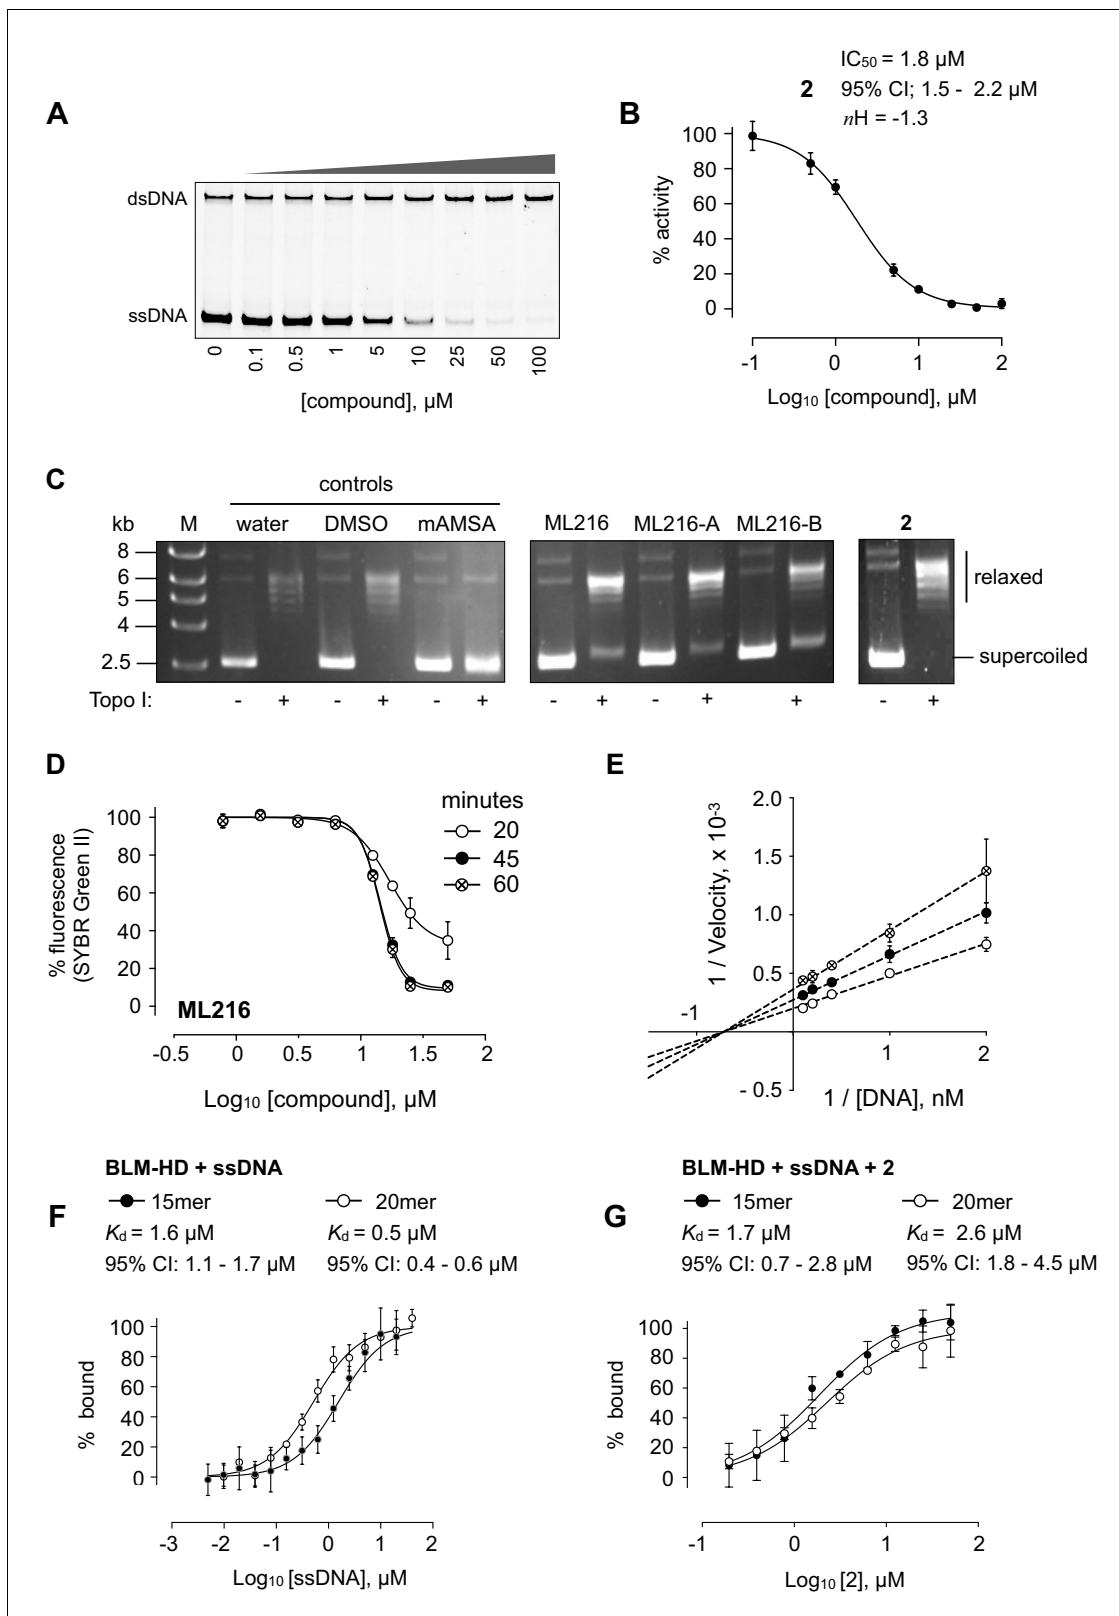 A
dsDNA
ssDNA
0 0.1 0.5 1 5 10 25 50 100
[compound], µM
B
2
IC50 = 1.8 µM
95% CI; 1.5 - 2.2 µM
nH = -1.3
100
80
60
40
20
0
% activity
-1 0 1 2
Log10 [compound], µM
C
controls
kb M water DMSO mAMSA ML216 ML216-A ML216-B 2
8
6
5
4
2.5
relaxed
supercoiled
Topo I: - + - + - + - + - + - + - +
D
minutes
20
45
60
100
80
60
40
20
0
% fluorescence
(SYBR Green II)
ML216
-0.5 0 0.5 1 1.5 2
Log10 [compound], µM
E
2.0
1.5
1.0
0.5
- 0.5
1 / Velocity, x 10-3
-1 1 2
1 / [DNA], nM
BLM-HD + ssDNA
F
15mer 20mer
Kd = 1.6 µM Kd = 0.5 µM
95% CI: 1.1 - 1.7 µM 95% CI: 0.4 - 0.6 µM
100
80
60
40
20
0
% bound
-3 -2 -1 0 1 2
Log10 [ssDNA], µM
BLM-HD + ssDNA + 2
G
15mer 20mer
Kd = 1.7 µM Kd = 2.6 µM
95% CI: 0.7 - 2.8 µM 95% CI: 1.8 - 4.5 µM
100
80
60
40
20
0
% bound
-2 -1 0 1 2
Log10 [2], µM